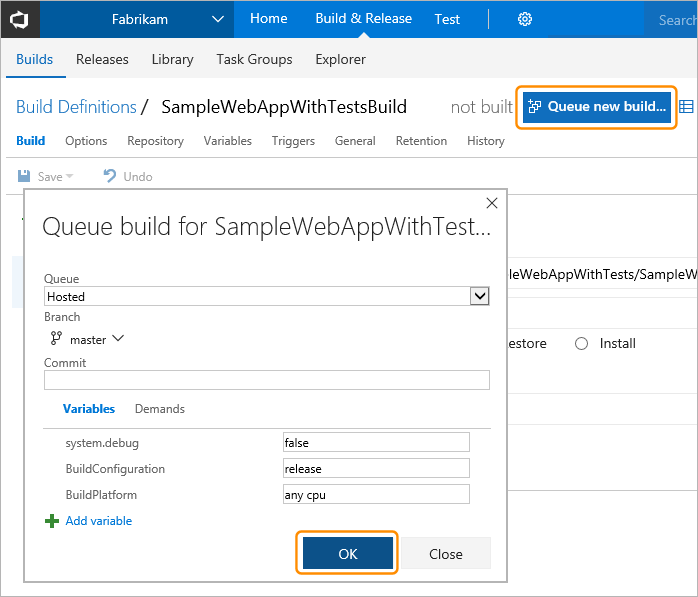 Fabrikam Home Build & Release Test Search
Builds Releases Library Task Groups Explorer
Build Definitions / SampleWebAppWithTestsBuild not built Queue new build...
Build Options Repository Variables Triggers General Retention History
Save Undo
Queue build for SampleWebAppWithTest...
Queue
Hosted
leWebAppWithTests/SampleW
Branch
master
estore Install
Commit
Variables Demands
system.debug false
BuildConfiguration release
BuildPlatform any cpu
Add variable
OK Close